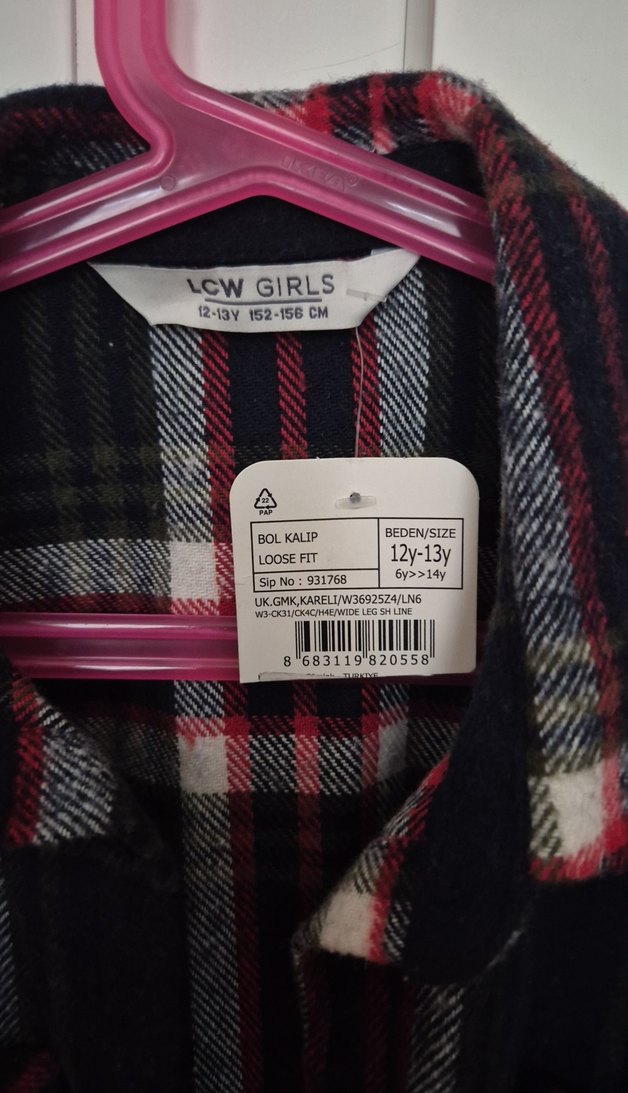 LCW GIRLS
12-13Y 152-156 CM
22
PAP
BOL KALIP
LOOSE FIT
BEDEN/SIZE
12y-13y
6y>>14y
Sip No : 931768
UK.GMK,KARELI/W36925Z4/LN6
W3-CK31/CK4C/H4E/WIDE LEG SH LINE
8 683119 820558
TURKIYE